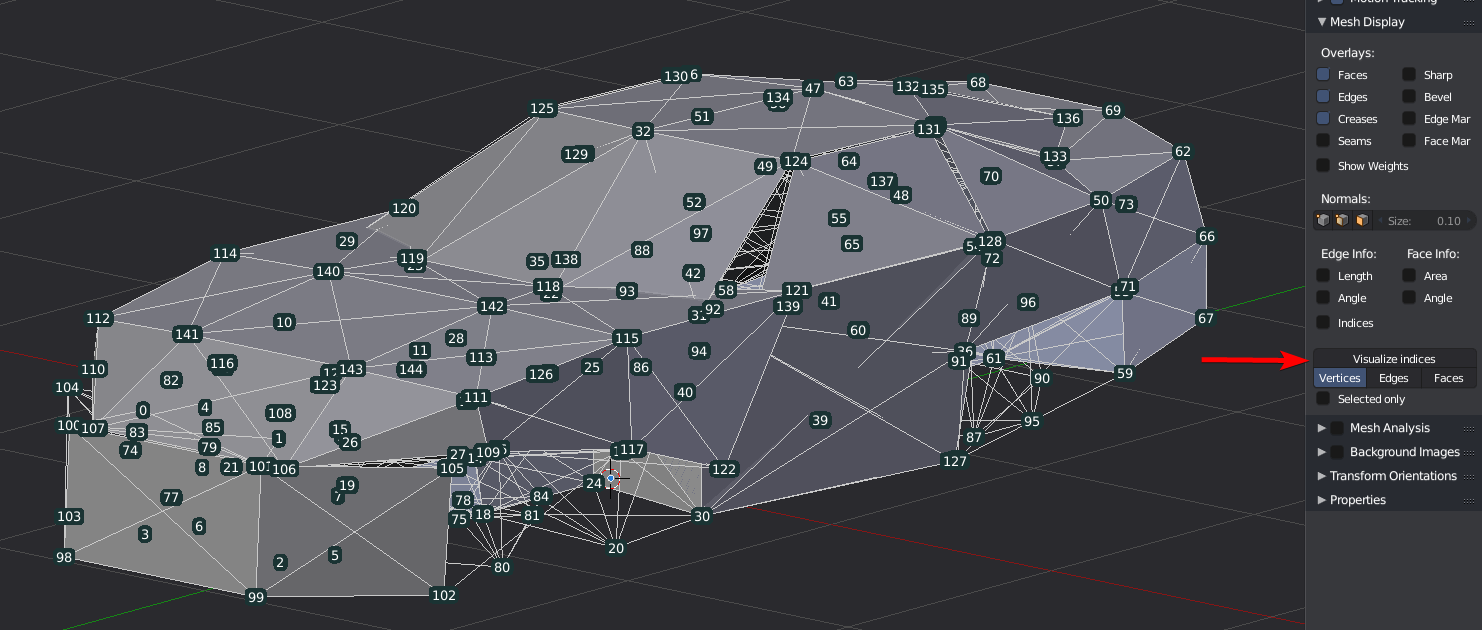 Mesh Display
Overlays:
Faces Sharp
Edges Bevel
Creases Edge Mar
Seams Face Mar
Show Weights
Normals:
Size: 0.10
Edge Info: Face Info:
Length Area
Angle Angle
Indices
Visualize indices
Vertices Edges Faces
Selected only
Mesh Analysis
Background Images
Transform Orientations
Properties
130 6
134 47 63 132 135 68
125 51 69
32 131 136
129 49 124 64 133 62
137 70
52 48 50 73
120 55
29 97 65 128 66
114 119 88 72
140 35 138 42
118 93 58 121 71
142 92 139 41 96
112 10 89 67
141 28 115 60
11 113 94 91 61
116 143 144 126 25 86 90 59
110 82 123 40
104 111
0 4 108 39 95
107 83 85 15 87
74 79 1 26 117
8 21 106 27 109 127
105 122
77 19 78 84 24
103 6 75 18 81 30
3
98 2 5 20
80
99 102